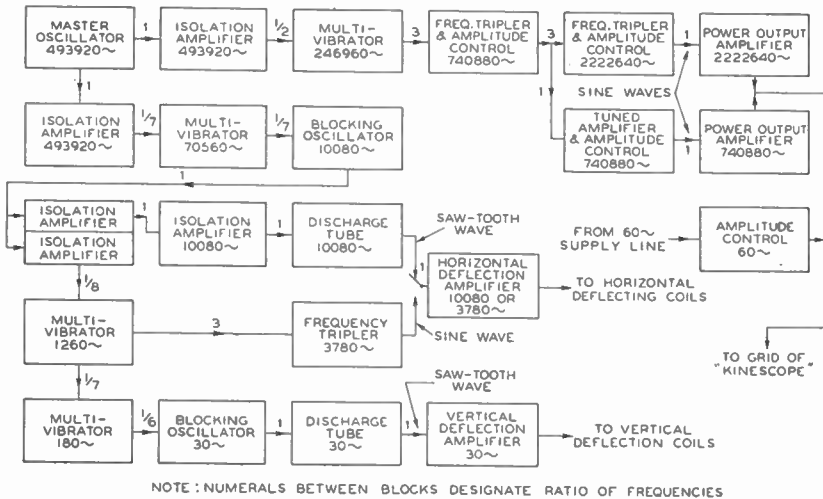 MASTER
OSCILLATOR
493920~
1
ISOLATION
AMPLIFIER
493920~
1/2
MULTI-
VIBRATOR
246960~
3
FREQ.TRIPLER
& AMPLITUDE
CONTROL
740880~
3
FREQ.TRIPLER
& AMPLITUDE
CONTROL
2222640~
1
POWER OUTPUT
AMPLIFIER
2222640~
1
1
SINE WAVES
ISOLATION
AMPLIFIER
493920~
1/7
MULTI-
VIBRATOR
70560~
1/7
BLOCKING
OSCILLATOR
10080~
TUNED
AMPLIFIER
& AMPLITUDE
CONTROL
740880~
1
POWER OUTPUT
AMPLIFIER
740880~
1
ISOLATION
AMPLIFIER
ISOLATION
AMPLIFIER
1
ISOLATION
AMPLIFIER
10080~
1
DISCHARGE
TUBE
10080~
SAW-TOOTH
WAVE
1
HORIZONTAL
DEFLECTION
AMPLIFIER
10080 OR
3780~
TO HORIZONTAL
DEFLECTING
COILS
FROM 60~
SUPPLY LINE
AMPLITUDE
CONTROL
60~
1/8
MULTI-
VIBRATOR
1260~
3
FREQUENCY
TRIPLER
3780~
SINE WAVE
TO GRID OF
"KINESCOPE"
1/7
MULTI-
VIBRATOR
180~
1/6
BLOCKING
OSCILLATOR
30~
1
DISCHARGE
TUBE
30~
1
SAW-TOOTH
WAVE
VERTICAL
DEFLECTION
AMPLIFIER
30~
TO VERTICAL
DEFLECTION COILS
NOTE: NUMERALS BETWEEN BLOCKS DESIGNATE RATIO OF FREQUENCIES